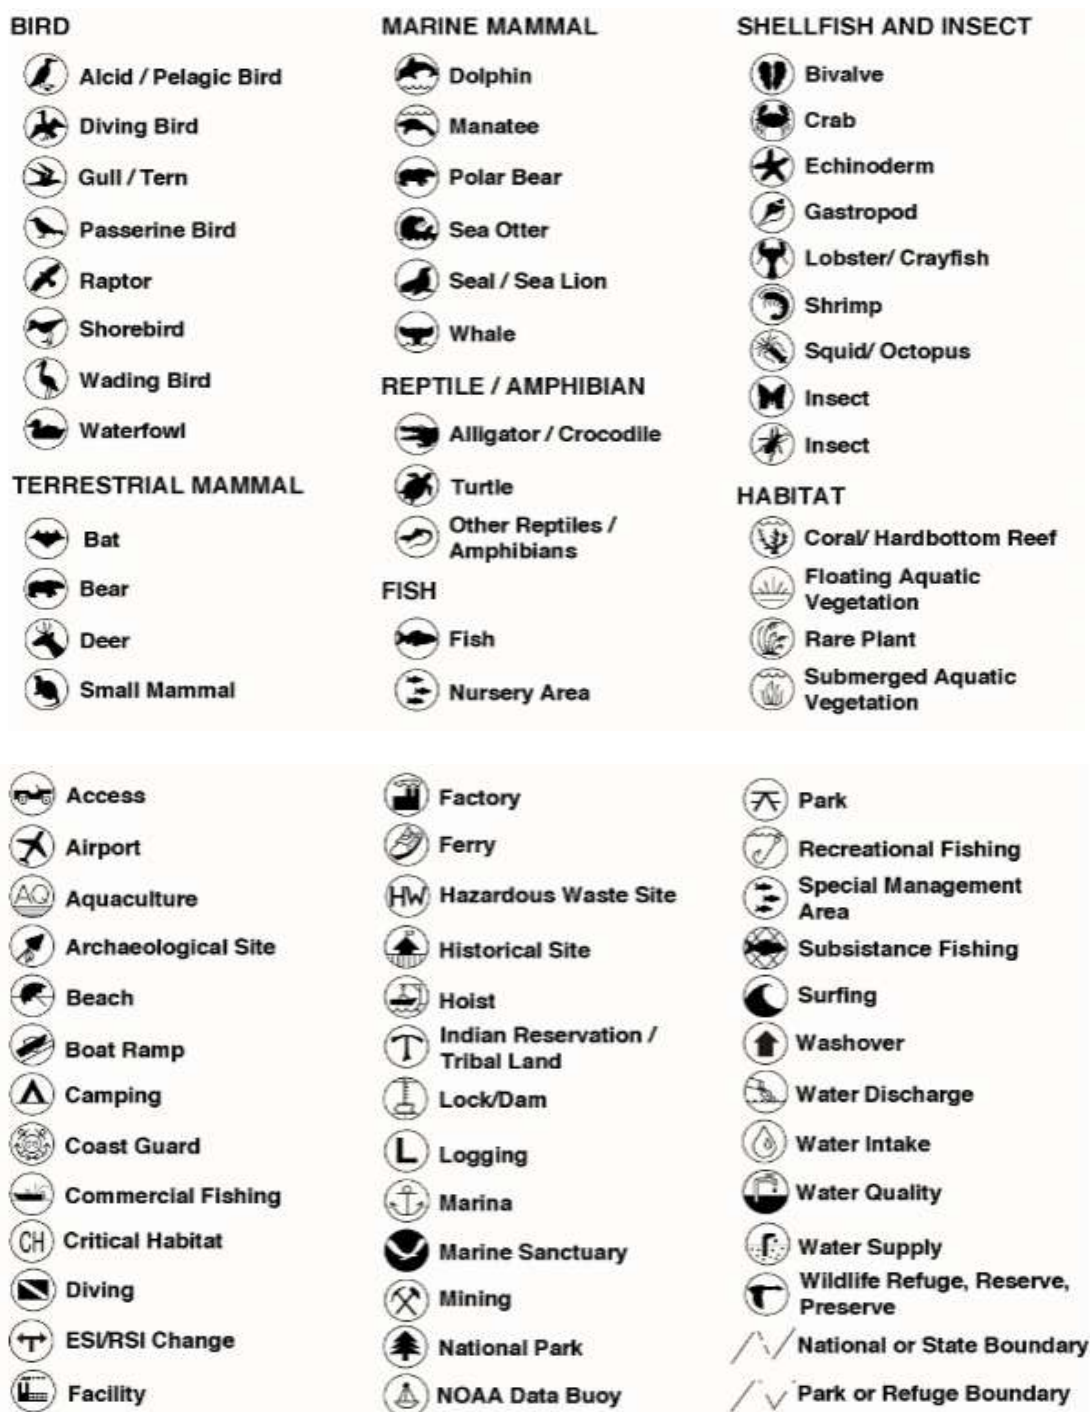 BIRD
Alcid / Pelagic Bird
Diving Bird
Gull / Tern
Passerine Bird
Raptor
Shorebird
Wading Bird
Waterfowl
TERRESTRIAL MAMMAL
Bat
Bear
Deer
Small Mammal
MARINE MAMMAL
Dolphin
Manatee
Polar Bear
Sea Otter
Seal / Sea Lion
Whale
REPTILE / AMPHIBIAN
Alligator / Crocodile
Turtle
Other Reptiles /
Amphibians
FISH
Fish
Nursery Area
SHELLFISH AND INSECT
Bivalve
Crab
Echinoderm
Gastropod
Lobster/ Crayfish
Shrimp
Squid/ Octopus
Insect
Insect
HABITAT
Coral/ Hardbottom Reef
Floating Aquatic
Vegetation
Rare Plant
Submerged Aquatic
Vegetation
Access
Airport
AQ Aquaculture
Archaeological Site
Beach
Boat Ramp
Camping
Coast Guard
Commercial Fishing
CH Critical Habitat
Diving
ESI/RSI Change
Facility
Factory
Ferry
HW Hazardous Waste Site
Historical Site
Hoist
Indian Reservation /
Tribal Land
Lock/Dam
L Logging
Marina
Marine Sanctuary
Mining
National Park
NOAA Data Buoy
Park
Recreational Fishing
Special Management
Area
Subsistance Fishing
Surfing
Washover
Water Discharge
Water Intake
Water Quality
Water Supply
Wildlife Refuge, Reserve,
Preserve
National or State Boundary
Park or Refuge Boundary